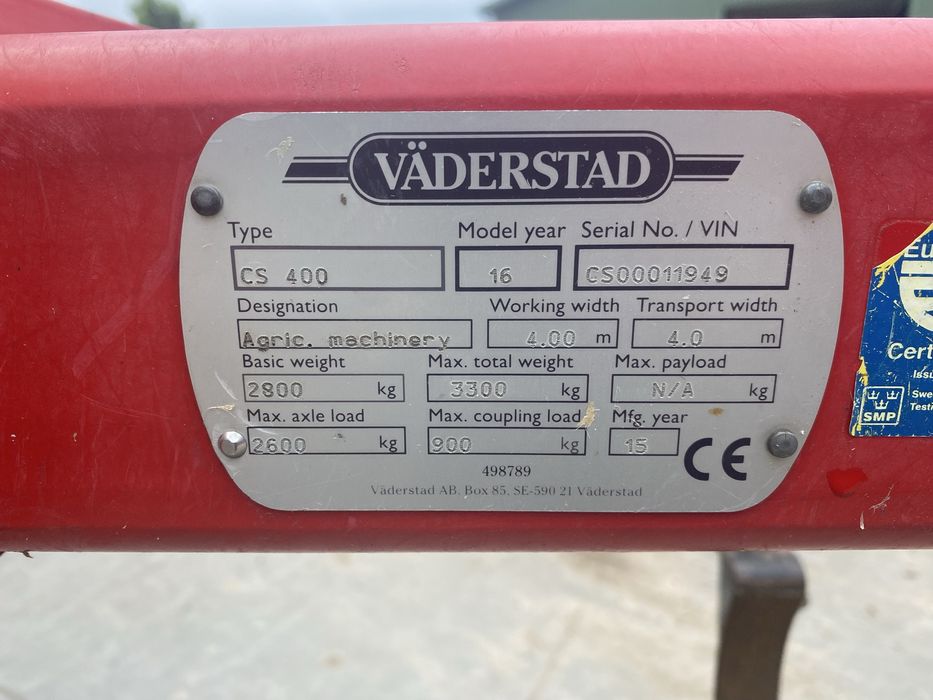 VÄDERSTAD
Type Model year Serial No. / VIN
CS 400 16 CS00011949
Designation Working width Transport width
Agric. machinery 4.00 m 4.0 m
Basic weight Max. total weight Max. payload
2800 kg 3300 kg N/A kg
Max. axle load Max. coupling load Mfg. year
2600 kg 900 kg 15
CE
498789
Väderstad AB, Box 85, SE-590 21 Väderstad
SMP